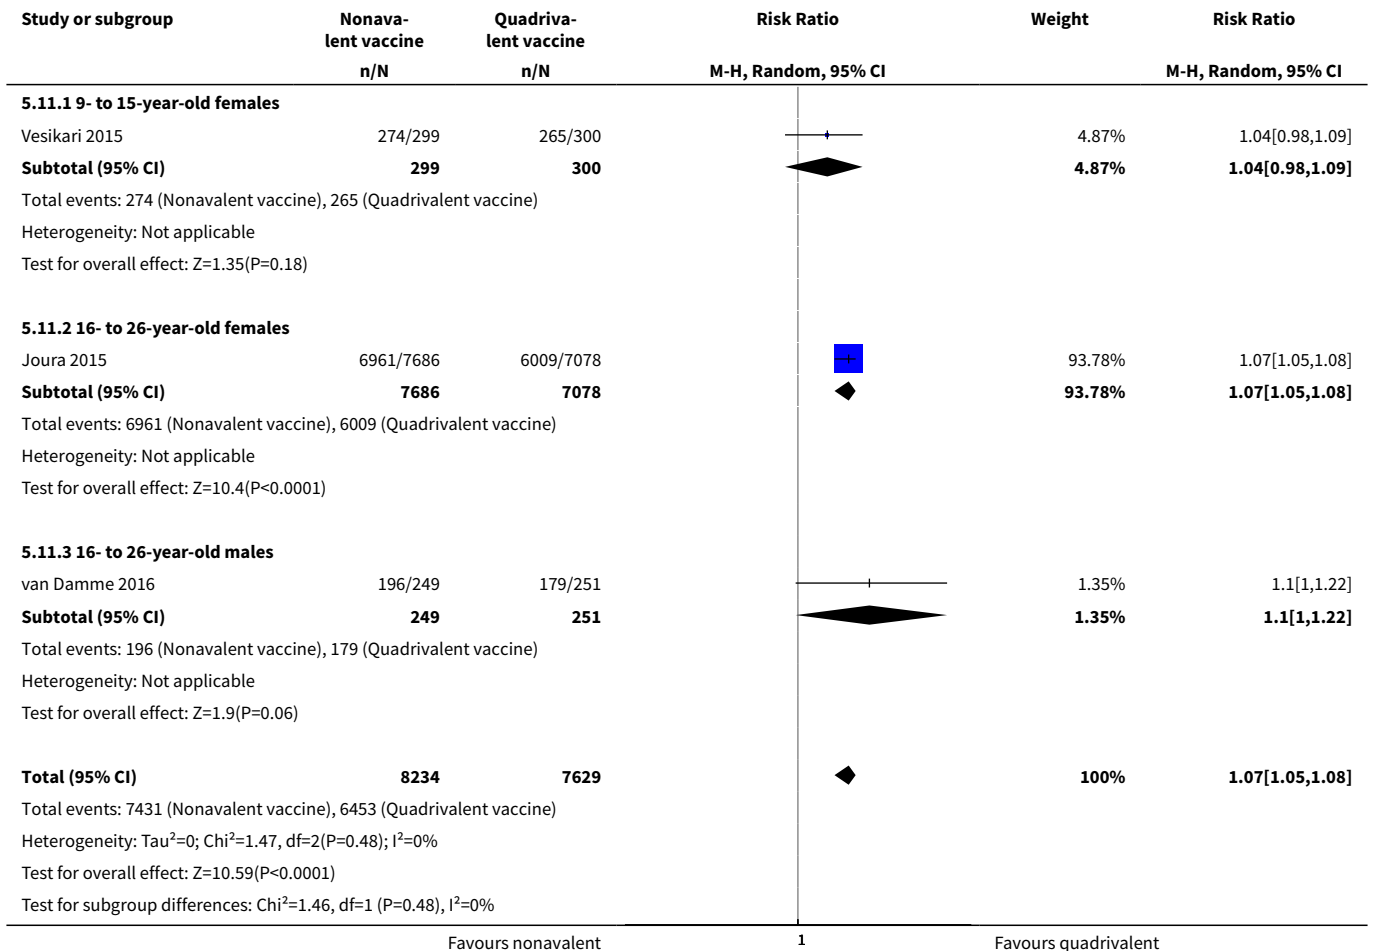 Study or subgroup Nonava- Quadriva- Risk Ratio Weight Risk Ratio
lent vaccine lent vaccine
n/N n/N M-H, Random, 95% CI M-H, Random, 95% CI
5.11.1 9- to 15-year-old females
Vesikari 2015 274/299 265/300 4.87% 1.04[0.98,1.09]
Subtotal (95% CI) 299 300 4.87% 1.04[0.98,1.09]
Total events: 274 (Nonavalent vaccine), 265 (Quadrivalent vaccine)
Heterogeneity: Not applicable
Test for overall effect: Z=1.35(P=0.18)
5.11.2 16- to 26-year-old females
Joura 2015 6961/7686 6009/7078 93.78% 1.07[1.05,1.08]
Subtotal (95% CI) 7686 7078 93.78% 1.07[1.05,1.08]
Total events: 6961 (Nonavalent vaccine), 6009 (Quadrivalent vaccine)
Heterogeneity: Not applicable
Test for overall effect: Z=10.4(P<0.0001)
5.11.3 16- to 26-year-old males
van Damme 2016 196/249 179/251 1.35% 1.1[1,1.22]
Subtotal (95% CI) 249 251 1.35% 1.1[1,1.22]
Total events: 196 (Nonavalent vaccine), 179 (Quadrivalent vaccine)
Heterogeneity: Not applicable
Test for overall effect: Z=1.9(P=0.06)
Total (95% CI) 8234 7629 100% 1.07[1.05,1.08]
Total events: 7431 (Nonavalent vaccine), 6453 (Quadrivalent vaccine)
Heterogeneity: Tau²=0; Chi²=1.47, df=2(P=0.48); I²=0%
Test for overall effect: Z=10.59(P<0.0001)
Test for subgroup differences: Chi²=1.46, df=1 (P=0.48), I²=0%
Favours nonavalent 1 Favours quadrivalent